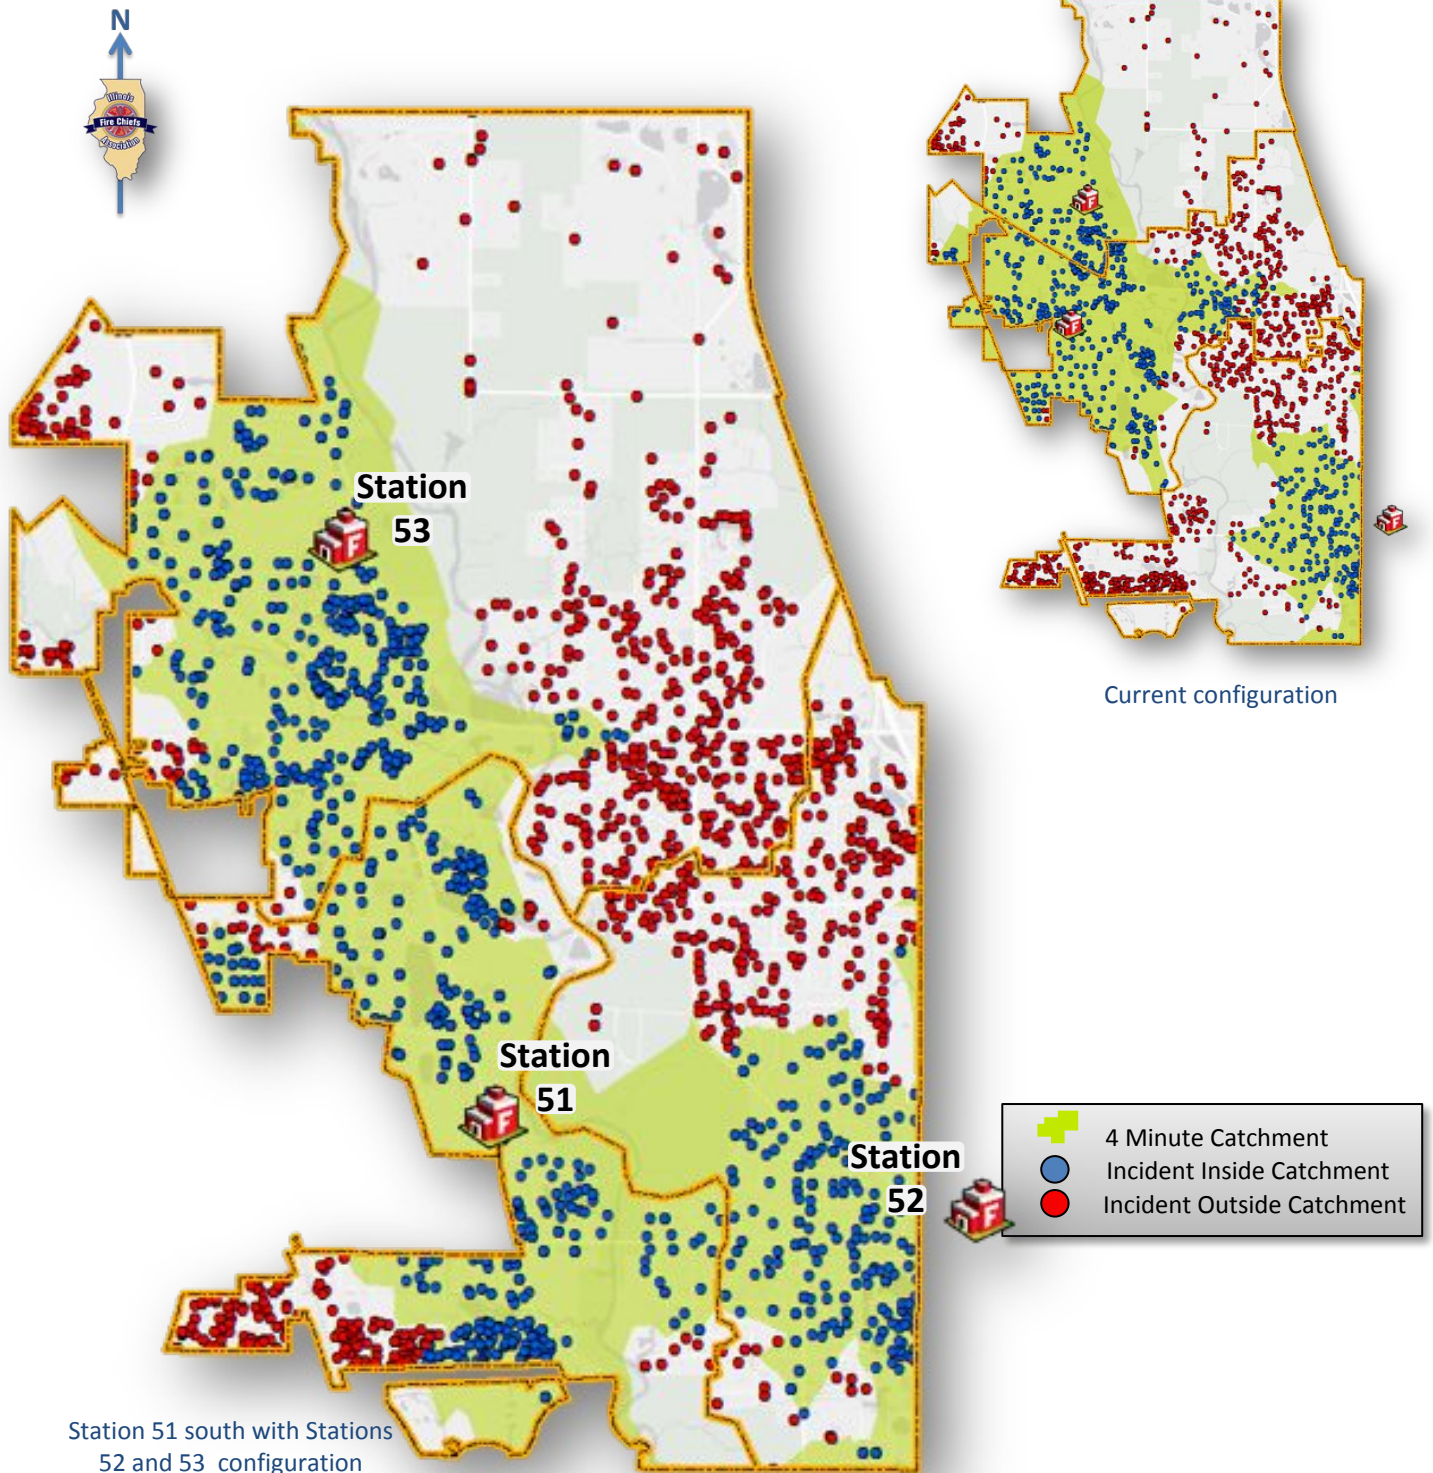 N
Illinois
Fire Chiefs
Association
Station
53
Current configuration
Station
51
4 Minute Catchment
Incident Inside Catchment
Incident Outside Catchment
Station
52
F
F
F
Station 51 south with Stations
52 and 53 configuration